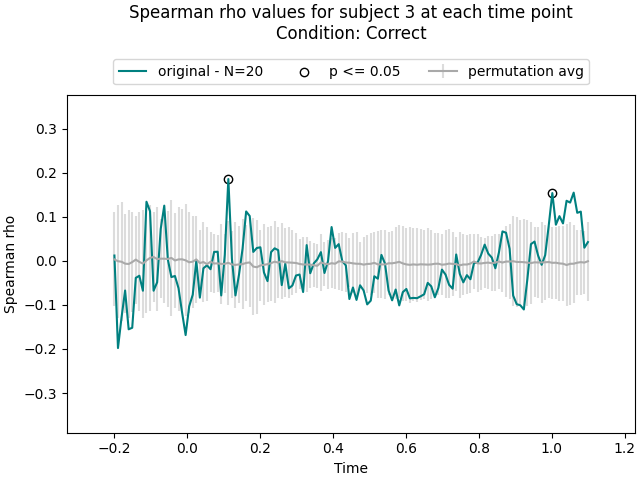 Spearman rho values for subject 3 at each time point
Condition: Correct
original - N=20 p <= 0.05 permutation avg
Spearman rho
0.3
0.2
0.1
0.0
−0.1
−0.2
−0.3
−0.2 0.0 0.2 0.4 0.6 0.8 1.0 1.2
Time